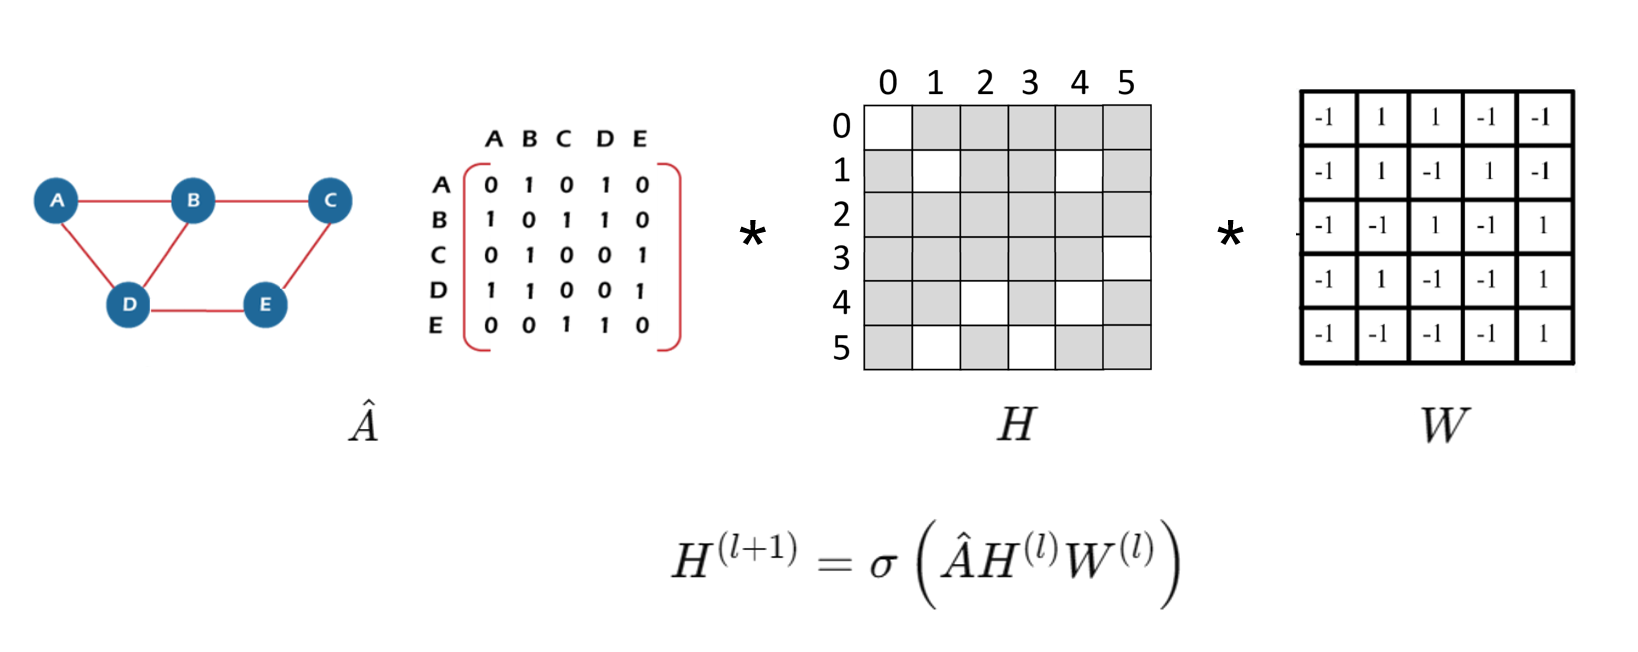 A B C
D E
A B C D E
A 0 1 0 1 0
B 1 0 1 1 0
C 0 1 0 0 1
D 1 1 0 0 1
E 0 0 1 1 0
Â
*
0 1 2 3 4 5
0
1
2
3
4
5
H
*
-1 1 1 -1 -1
-1 1 -1 1 -1
-1 -1 1 -1 1
-1 1 -1 -1 1
-1 -1 -1 -1 1
W
H^{(l+1)} = σ(ÂH^{(l)}W^{(l)})